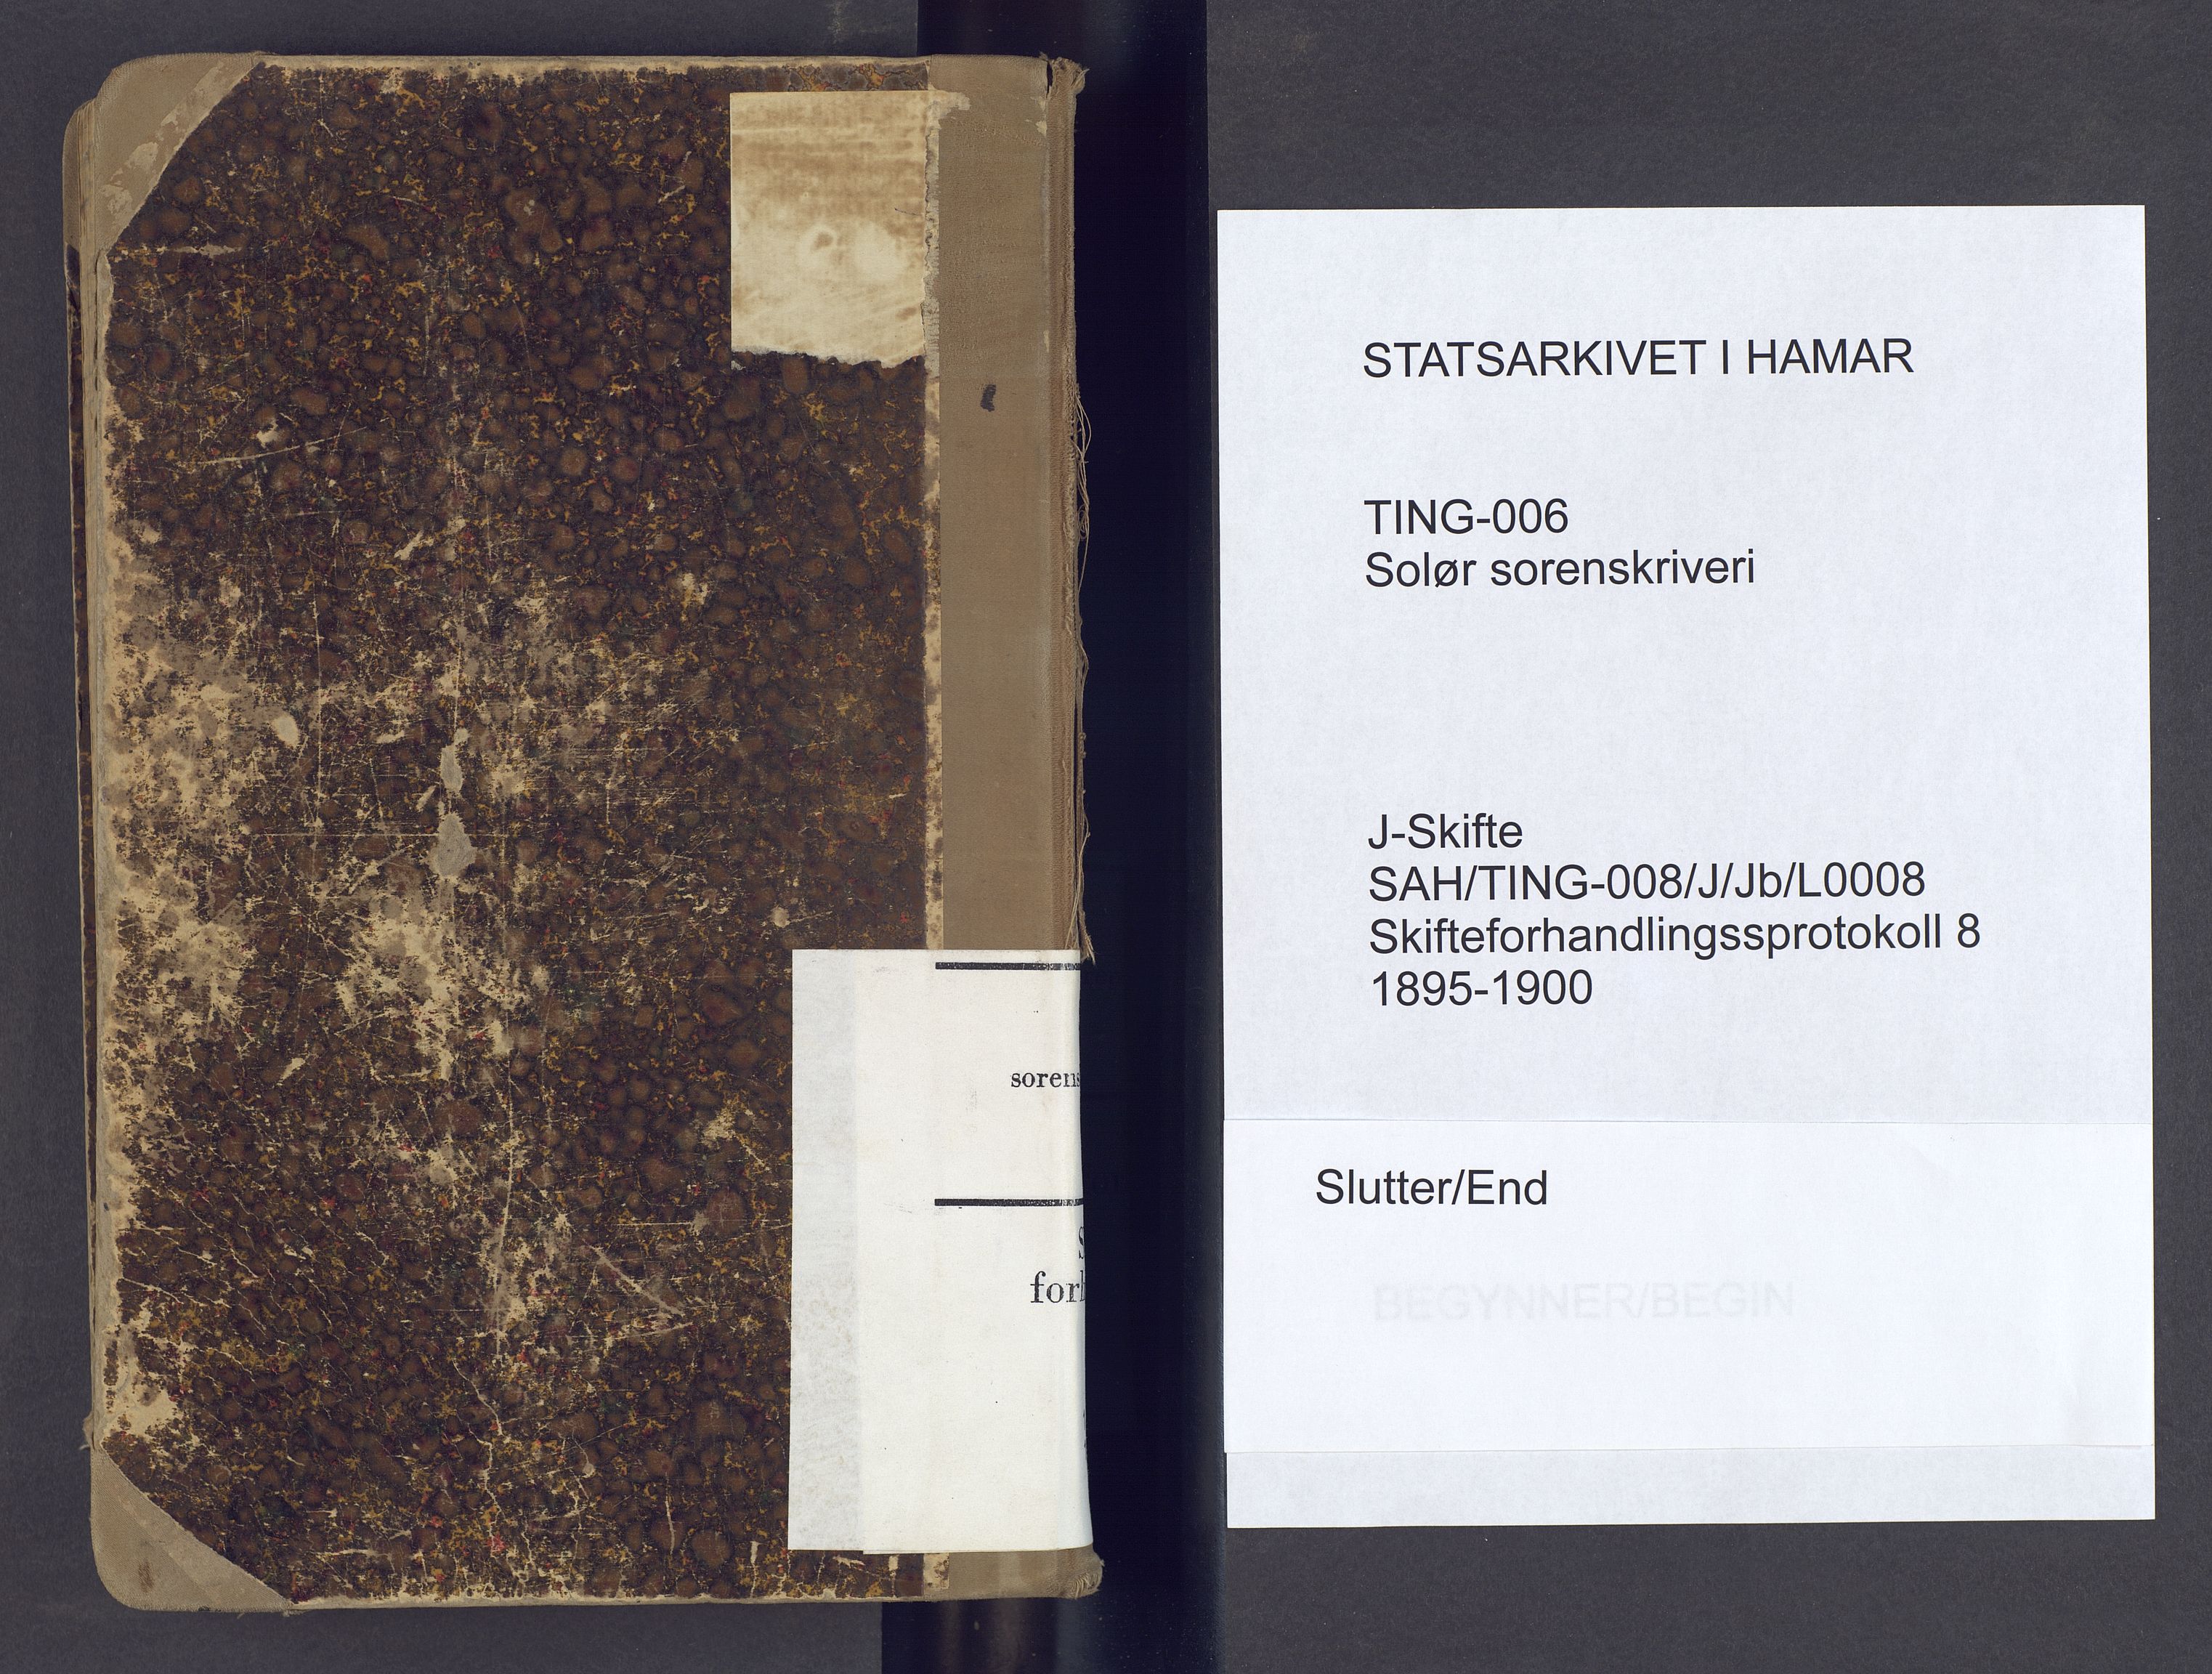 sorens
S
forh
STATSARKIVET I HAMAR
TING-006
Solør sorenskriveri
J-Skifte
SAH/TING-008/J/Jb/L0008
Skifteforhandlingssprotokoll 8
1895-1900
Slutter/End
BEGYNNER/BEGIN